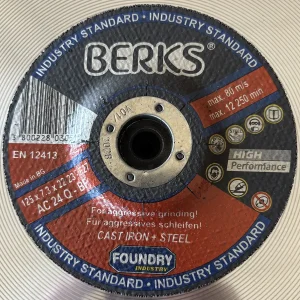 INDUSTRY STANDARD • INDUSTRY STANDARD
BERKS®
max. 80 m/s
max. 12 250 min
EN 12413
Made in BG
125 x 7.3 x 22.23
AC 24 Q - BF
HIGH
Performance
For aggressive grinding!
Für aggressives schleifen!
CAST IRON + STEEL
FOUNDRY
INDUSTRY
INDUSTRY STANDARD • INDUSTRY STANDARD